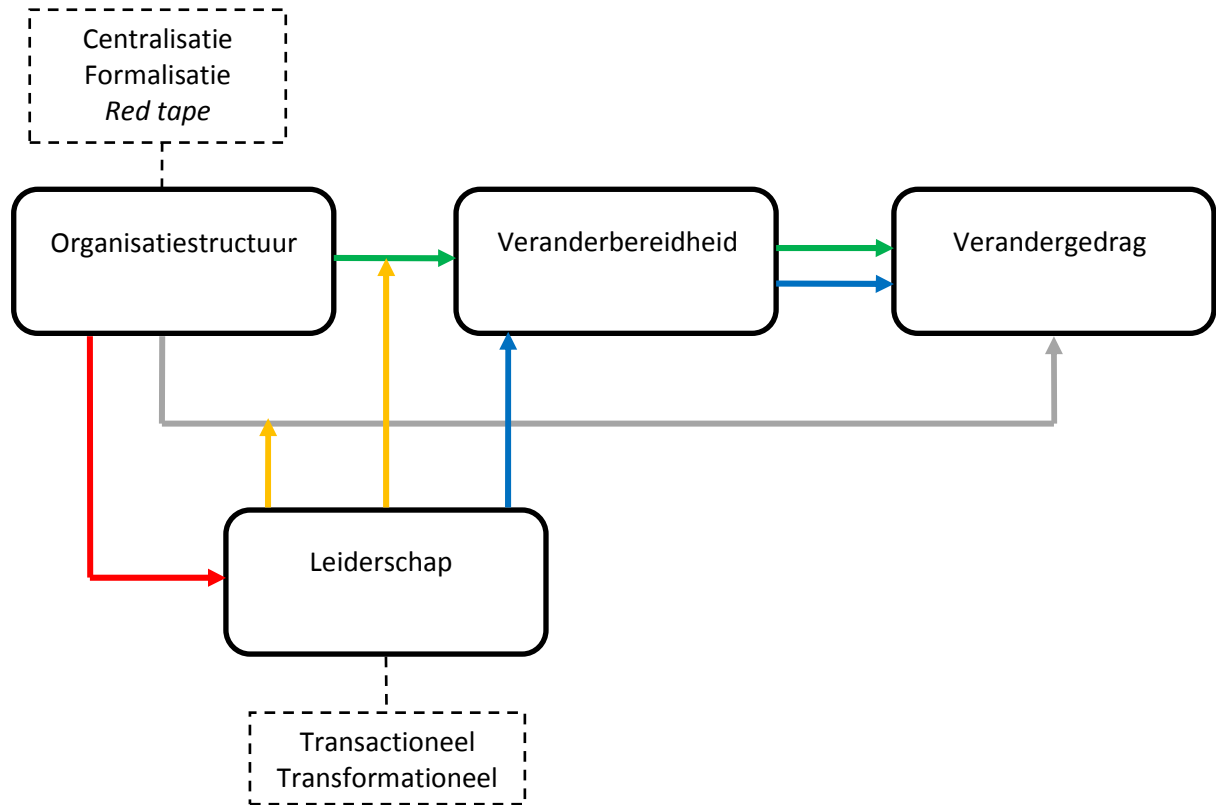 Centralisatie
Formalisatie
Red tape
Organisatiestructuur
Veranderbereidheid
Verandergedrag
Leiderschap
Transactioneel
Transformationeel